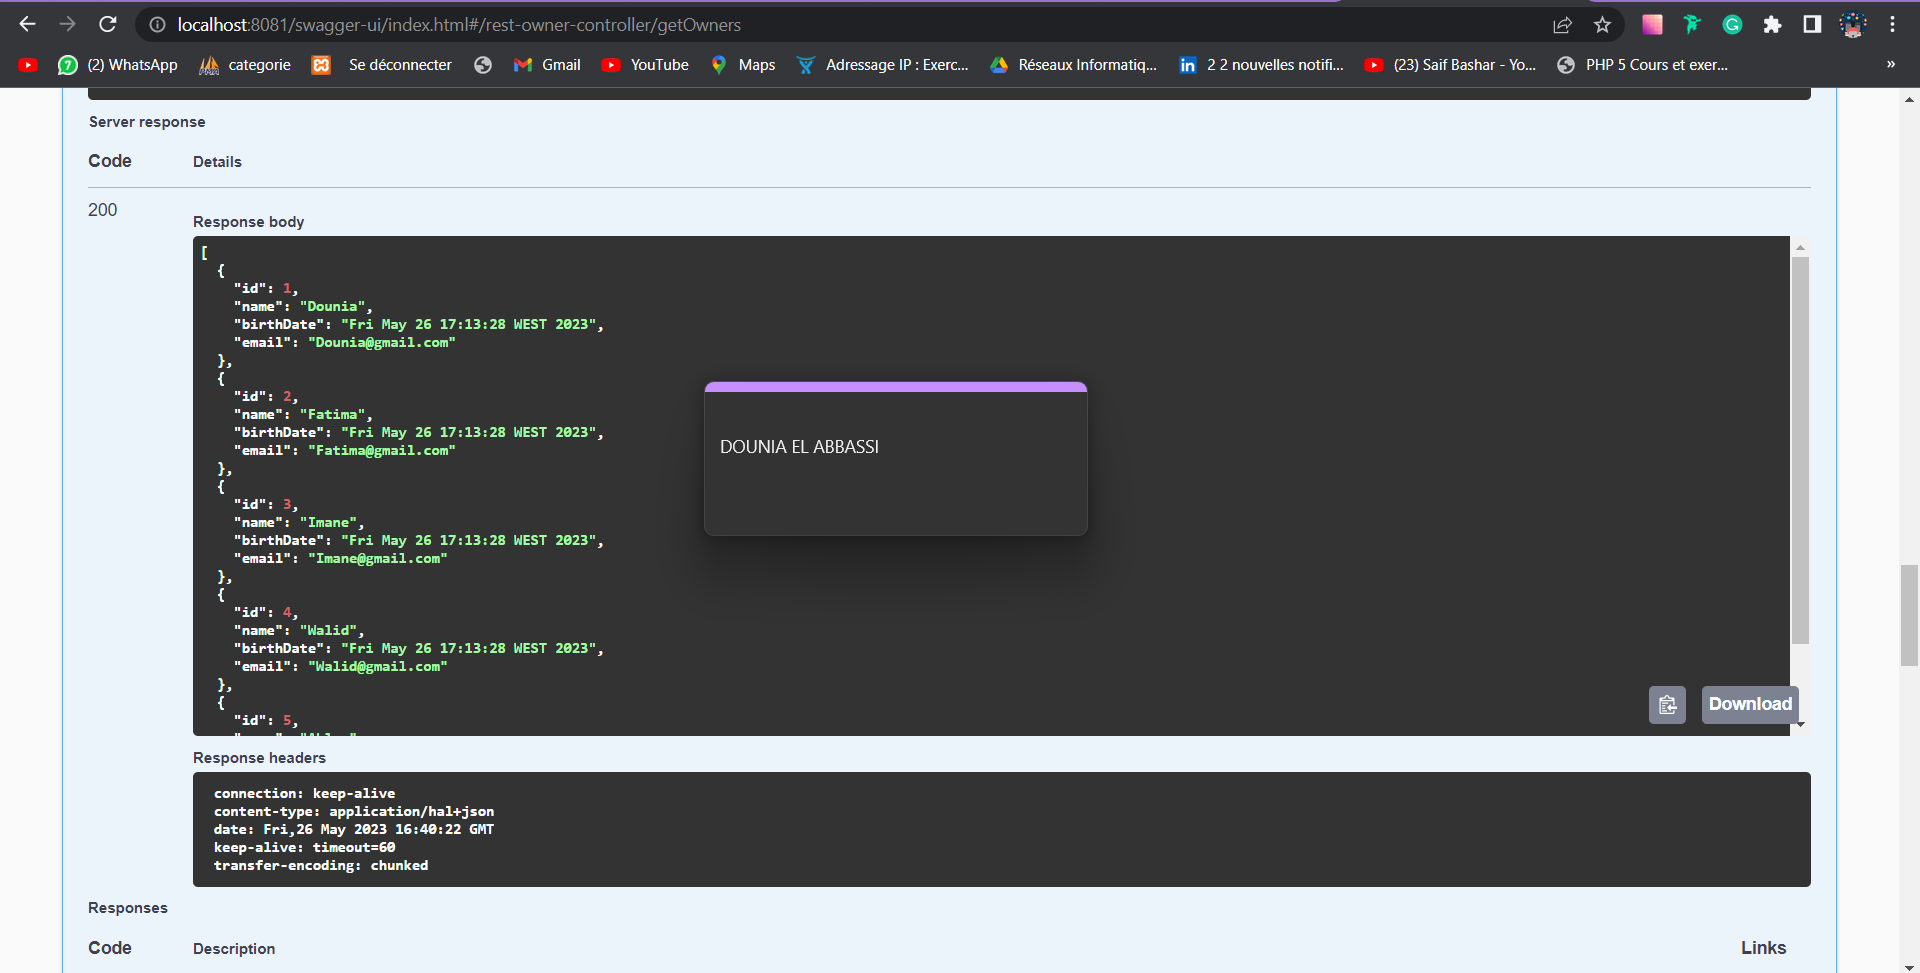 localhost:8081/swagger-ui/index.html#/rest-owner-controller/getOwners
7 (2) WhatsApp categorie Se déconnecter Gmail YouTube Maps Adressage IP : Exerc... Réseaux Informatiq... in 2 2 nouvelles notifi... (23) Saif Bashar - Yo... PHP 5 Cours et exer... »
Server response
Code Details
200
Response body
[
{
"id": 1,
"name": "Dounia",
"birthDate": "Fri May 26 17:13:28 WEST 2023",
"email": "Dounia@gmail.com"
},
{
"id": 2,
"name": "Fatima",
"birthDate": "Fri May 26 17:13:28 WEST 2023",
"email": "Fatima@gmail.com"
},
{
"id": 3,
"name": "Imane",
"birthDate": "Fri May 26 17:13:28 WEST 2023",
"email": "Imane@gmail.com"
},
{
"id": 4,
"name": "Walid",
"birthDate": "Fri May 26 17:13:28 WEST 2023",
"email": "Walid@gmail.com"
},
{
"id": 5,
DOUNIA EL ABBASSI
Download
Response headers
connection: keep-alive
content-type: application/hal+json
date: Fri,26 May 2023 16:40:22 GMT
keep-alive: timeout=60
transfer-encoding: chunked
Responses
Code Description Links